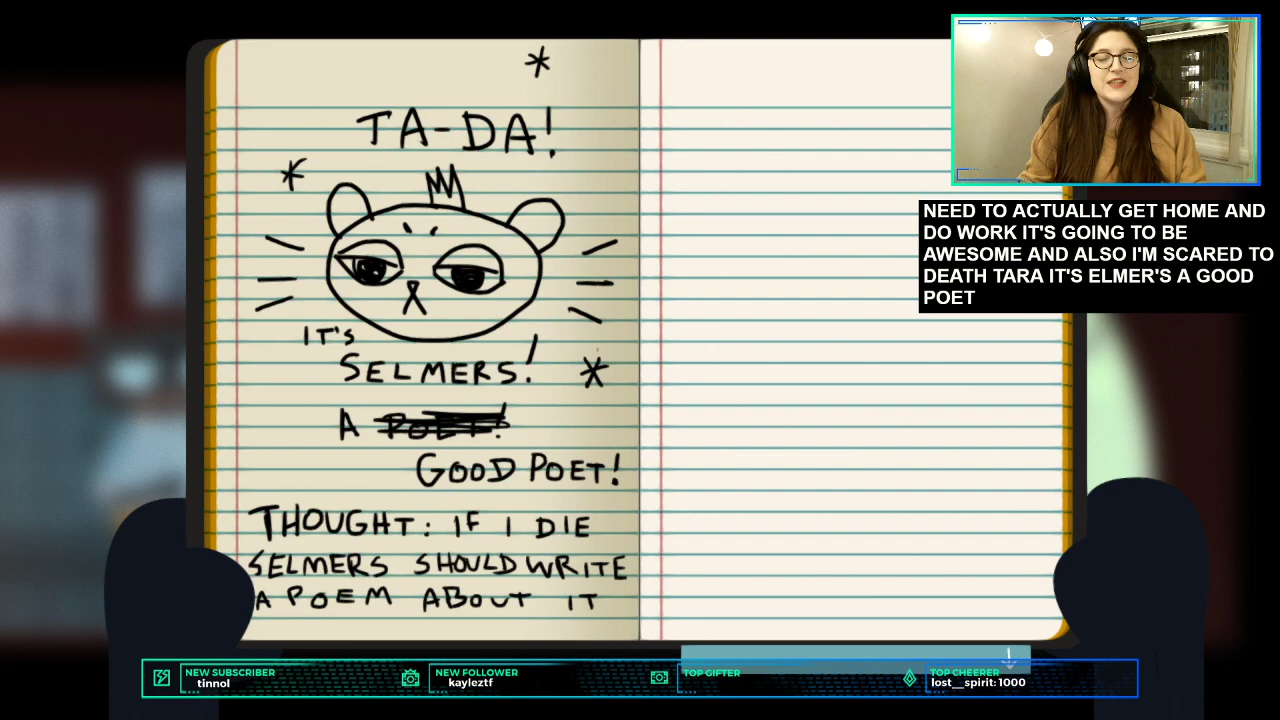 TA-DA!
IT'S
SELMERS!
A POET!
GOOD POET!
THOUGHT: IF I DIE
SELMERS SHOULD WRITE
A POEM ABOUT IT
NEED TO ACTUALLY GET HOME AND
DO WORK IT'S GOING TO BE
AWESOME AND ALSO I'M SCARED TO
DEATH TARA IT'S ELMER'S A GOOD
POET
NEW SUBSCRIBER
tinnol
NEW FOLLOWER
kayleztf
TOP GIFTER
TOP CHEERER
lost__spirit: 1000